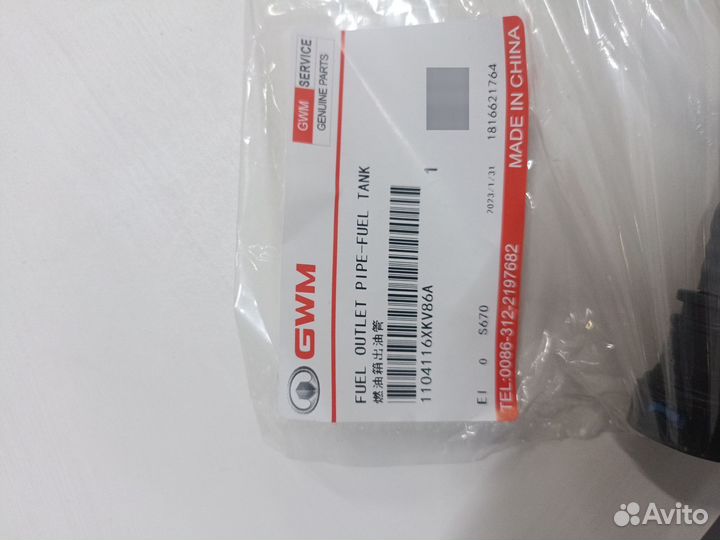 GWM
GWM SERVICE
GENUINE PARTS
FUEL OUTLET PIPE-FUEL TANK
燃油箱出油管
1104116XKV86A
1
EI 0 S670
2023/1/31
1816621764
TEL:0086-312-2197682 MADE IN CHINA
Avito